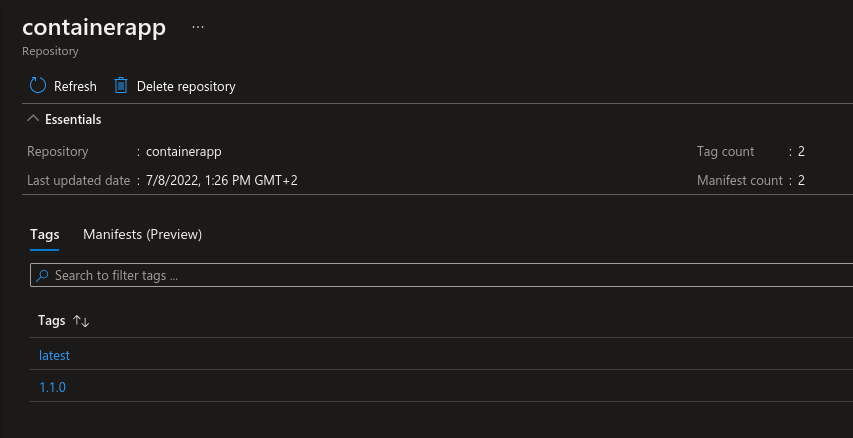 containerapp ...
Repository
Refresh Delete repository
Essentials
Repository : containerapp Tag count : 2
Last updated date : 7/8/2022, 1:26 PM GMT+2 Manifest count : 2
Tags Manifests (Preview)
Search to filter tags ...
Tags ↑↓
latest
1.1.0